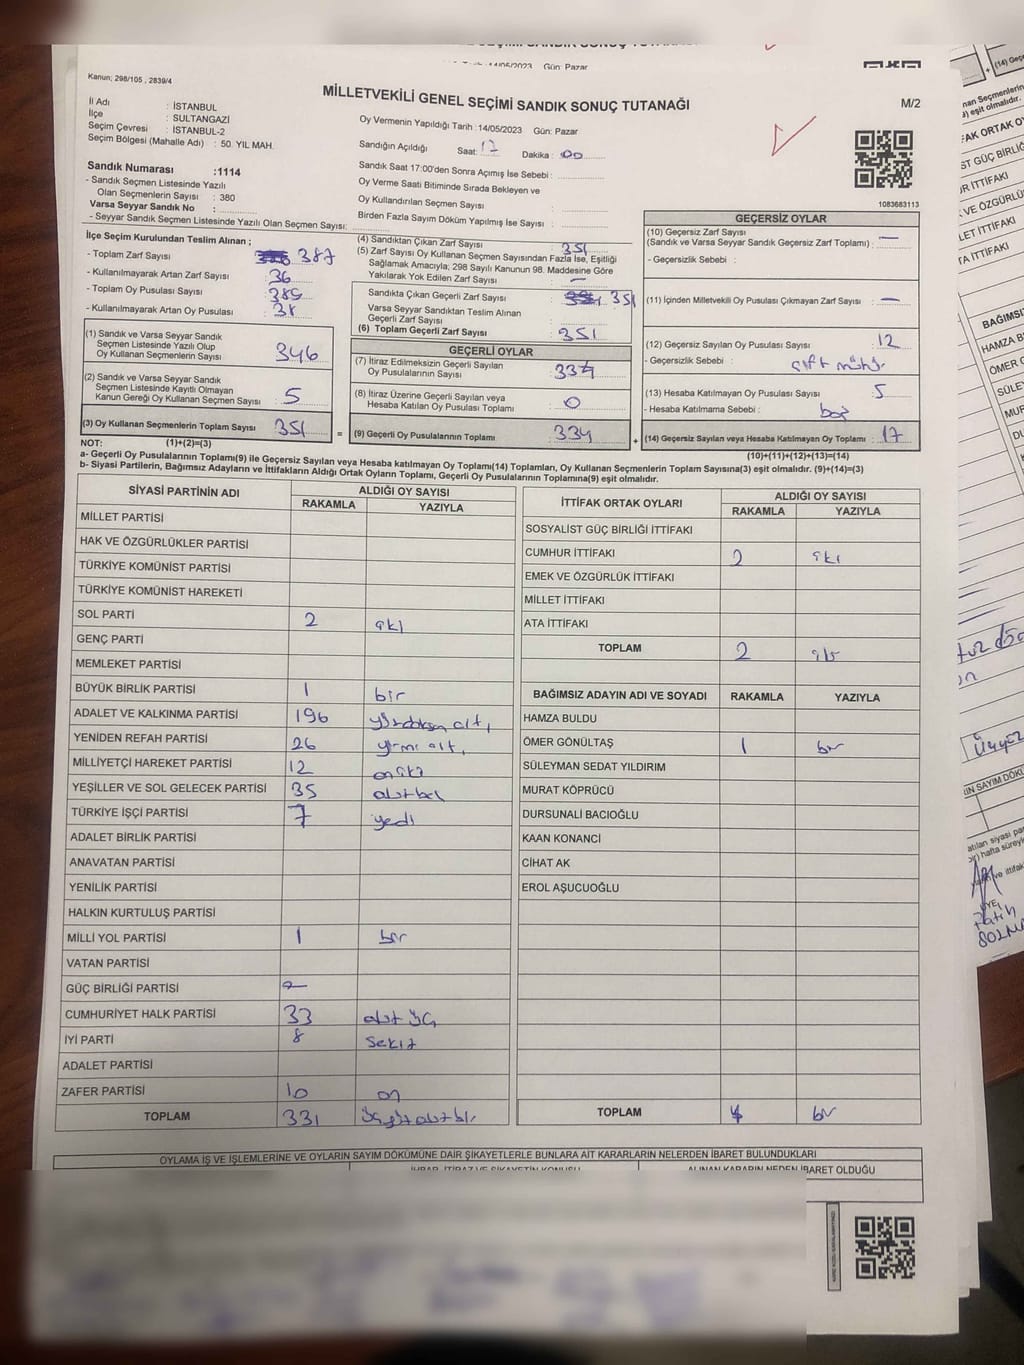 Kanun; 298/105 , 2839/4
14/05/2023 Gün: Pazar
MİLLETVEKİLİ GENEL SEÇİMİ SANDIK SONUÇ TUTANAĞI
M/2
İl Adı : İSTANBUL
İlçe : SULTANGAZİ
Seçim Çevresi : İSTANBUL-2
Seçim Bölgesi (Mahalle Adı) : 50. YIL MAH.
Oy Vermenin Yapıldığı Tarih : 14/05/2023 Gün: Pazar
Sandığın Açıldığı Saat: 17 Dakika : 00
Sandık Saat 17:00'den Sonra Açımış İse Sebebi :
Oy Verme Saati Bitiminde Sırada Bekleyen ve
Oy Kullandırılan Seçmen Sayısı :
Birden Fazla Sayım Döküm Yapılmış İse Sayısı :
1083683113
Sandık Numarası :1114
- Sandık Seçmen Listesinde Yazılı
Olan Seçmenlerin Sayısı : 380
Varsa Seyyar Sandık No :
- Seyyar Sandık Seçmen Listesinde Yazılı Olan Seçmen Sayısı:
İlçe Seçim Kurulundan Teslim Alınan ;
- Toplam Zarf Sayısı : 387
- Kullanılmayarak Artan Zarf Sayısı : 36
- Toplam Oy Pusulası Sayısı : 389
- Kullanılmayarak Artan Oy Pusulası : 38
(1) Sandık ve Varsa Seyyar Sandık
Seçmen Listesinde Yazılı Olup
Oy Kullanan Seçmenlerin Sayısı : 346
(2) Sandık ve Varsa Seyyar Sandık
Seçmen Listesinde Kayıtlı Olmayan
Kanun Gereği Oy Kullanan Seçmen Sayısı : 5
(3) Oy Kullanan Seçmenlerin Toplam Sayısı : 351 =
(4) Sandıktan Çıkan Zarf Sayısı : 351
(5) Zarf Sayısı Oy Kullanan Seçmen Sayısından Fazla İse, Eşitliği
Sağlamak Amacıyla; 298 Sayılı Kanunun 98. Maddesine Göre
Yakılarak Yok Edilen Zarf Sayısı : —
Sandıkta Çıkan Geçerli Zarf Sayısı : 351
Varsa Seyyar Sandıktan Teslim Alınan
Geçerli Zarf Sayısı :
(6) Toplam Geçerli Zarf Sayısı : 351
GEÇERLİ OYLAR
(7) İtiraz Edilmeksizin Geçerli Sayılan
Oy Pusulalarının Sayısı : 334
(8) İtiraz Üzerine Geçerli Sayılan veya
Hesaba Katılan Oy Pusulası Toplamı : 0
(9) Geçerli Oy Pusulalarının Toplamı : 334 +
GEÇERSİZ OYLAR
(10) Geçersiz Zarf Sayısı
(Sandık ve Varsa Seyyar Sandık Geçersiz Zarf Toplamı) : —
- Geçersizlik Sebebi :
(11) İçinden Milletvekili Oy Pusulası Çıkmayan Zarf Sayısı : —
(12) Geçersiz Sayılan Oy Pusulası Sayısı : 12
- Geçersizlik Sebebi : çift mühür
(13) Hesaba Katılmayan Oy Pusulası Sayısı : 5
- Hesaba Katılmama Sebebi : boş
(14) Geçersiz Sayılan veya Hesaba Katılmayan Oy Toplamı : 17
NOT: (1)+(2)=(3)
(10)+(11)+(12)+(13)=(14)
a- Geçerli Oy Pusulalarının Toplamı(9) ile Geçersiz Sayılan veya Hesaba katılmayan Oy Toplamı(14) Toplamları, Oy Kullanan Seçmenlerin Toplam Sayısına(3) eşit olmalıdır. (9)+(14)=(3)
b- Siyasi Partilerin, Bağımsız Adayların ve İttifakların Aldığı Ortak Oyların Toplamı, Geçerli Oy Pusulalarının Toplamına(9) eşit olmalıdır.
SİYASİ PARTİNİN ADI ALDIĞI OY SAYISI
RAKAMLA YAZIYLA
MİLLET PARTİSİ
HAK VE ÖZGÜRLÜKLER PARTİSİ
TÜRKİYE KOMÜNİST PARTİSİ
TÜRKİYE KOMÜNİST HAREKETİ
SOL PARTİ 2 iki
GENÇ PARTİ
MEMLEKET PARTİSİ
BÜYÜK BİRLİK PARTİSİ 1 bir
ADALET VE KALKINMA PARTİSİ 196 yüzdoksan altı
YENİDEN REFAH PARTİSİ 26 yirmi altı
MİLLİYETÇİ HAREKET PARTİSİ 12 oniki
YEŞİLLER VE SOL GELECEK PARTİSİ 35 otuzbeş
TÜRKİYE İŞÇİ PARTİSİ 7 yedi
ADALET BİRLİK PARTİSİ
ANAVATAN PARTİSİ
YENİLİK PARTİSİ
HALKIN KURTULUŞ PARTİSİ
MİLLİ YOL PARTİSİ 1 bir
VATAN PARTİSİ
GÜÇ BİRLİĞİ PARTİSİ
CUMHURİYET HALK PARTİSİ 33 otuz üç
İYİ PARTİ 8 sekiz
ADALET PARTİSİ
ZAFER PARTİSİ 10 on
TOPLAM 331 üçyüzotuzbir
İTTİFAK ORTAK OYLARI ALDIĞI OY SAYISI
RAKAMLA YAZIYLA
SOSYALİST GÜÇ BİRLİĞİ İTTİFAKI
CUMHUR İTTİFAKI 2 iki
EMEK VE ÖZGÜRLÜK İTTİFAKI
MİLLET İTTİFAKI
ATA İTTİFAKI
TOPLAM 2 iki
BAĞIMSIZ ADAYIN ADI VE SOYADI RAKAMLA YAZIYLA
HAMZA BULDU
ÖMER GÖNÜLTAŞ 1 bir
SÜLEYMAN SEDAT YILDIRIM
MURAT KÖPRÜCÜ
DURSUNALİ BACIOĞLU
KAAN KONANCİ
CİHAT AK
EROL AŞUCUOĞLU
TOPLAM 1 bir
OYLAMA İŞ VE İŞLEMLERİNE VE OYLARIN SAYIM DÖKÜMÜNE DAİR ŞİKAYETLERLE BUNLARA AİT KARARLARIN NELERDEN İBARET BULUNDUKLARI
İHBAR, İTİRAZ VE ŞİKAYETİN KONUSU ALINAN KARARIN NEDEN İBARET OLDUĞU